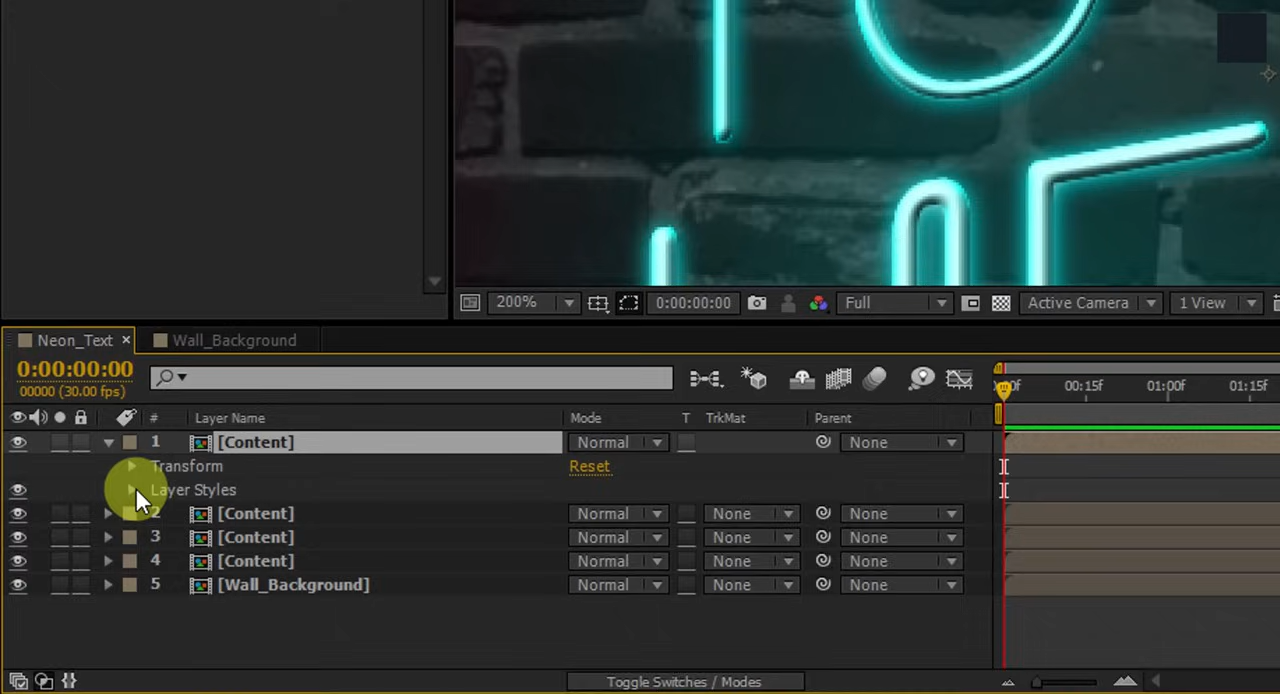 200% 0:00:00:00 Full Active Camera 1 View
Neon_Text × Wall_Background
0:00:00:00
00000 (30.00 fps)
00:15f 01:00f 01:15f
# Layer Name Mode T TrkMat Parent
1 [Content] Normal None
Transform Reset
Layer Styles
2 [Content] Normal None None
3 [Content] Normal None None
4 [Content] Normal None None
5 [Wall_Background] Normal None None
Toggle Switches / Modes